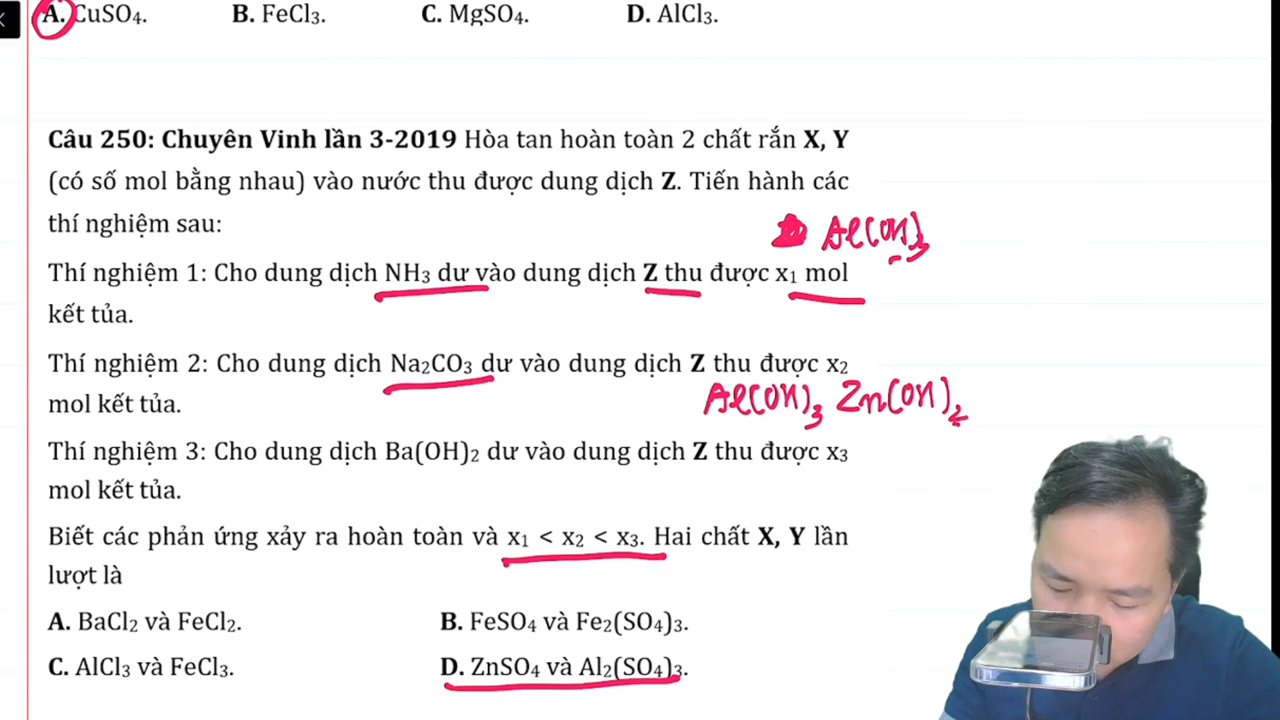 A. CuSO₄. B. FeCl₃. C. MgSO₄. D. AlCl₃.
Câu 250: Chuyên Vinh lần 3-2019 Hòa tan hoàn toàn 2 chất rắn X, Y
(có số mol bằng nhau) vào nước thu được dung dịch Z. Tiến hành các
thí nghiệm sau:
Al(OH)₃
Thí nghiệm 1: Cho dung dịch NH₃ dư vào dung dịch Z thu được x₁ mol
kết tủa.
Thí nghiệm 2: Cho dung dịch Na₂CO₃ dư vào dung dịch Z thu được x₂
mol kết tủa.
Al(OH)₃ Zn(OH)₂
Thí nghiệm 3: Cho dung dịch Ba(OH)₂ dư vào dung dịch Z thu được x₃
mol kết tủa.
Biết các phản ứng xảy ra hoàn toàn và x₁ < x₂ < x₃. Hai chất X, Y lần
lượt là
A. BaCl₂ và FeCl₂. B. FeSO₄ và Fe₂(SO₄)₃.
C. AlCl₃ và FeCl₃. D. ZnSO₄ và Al₂(SO₄)₃.